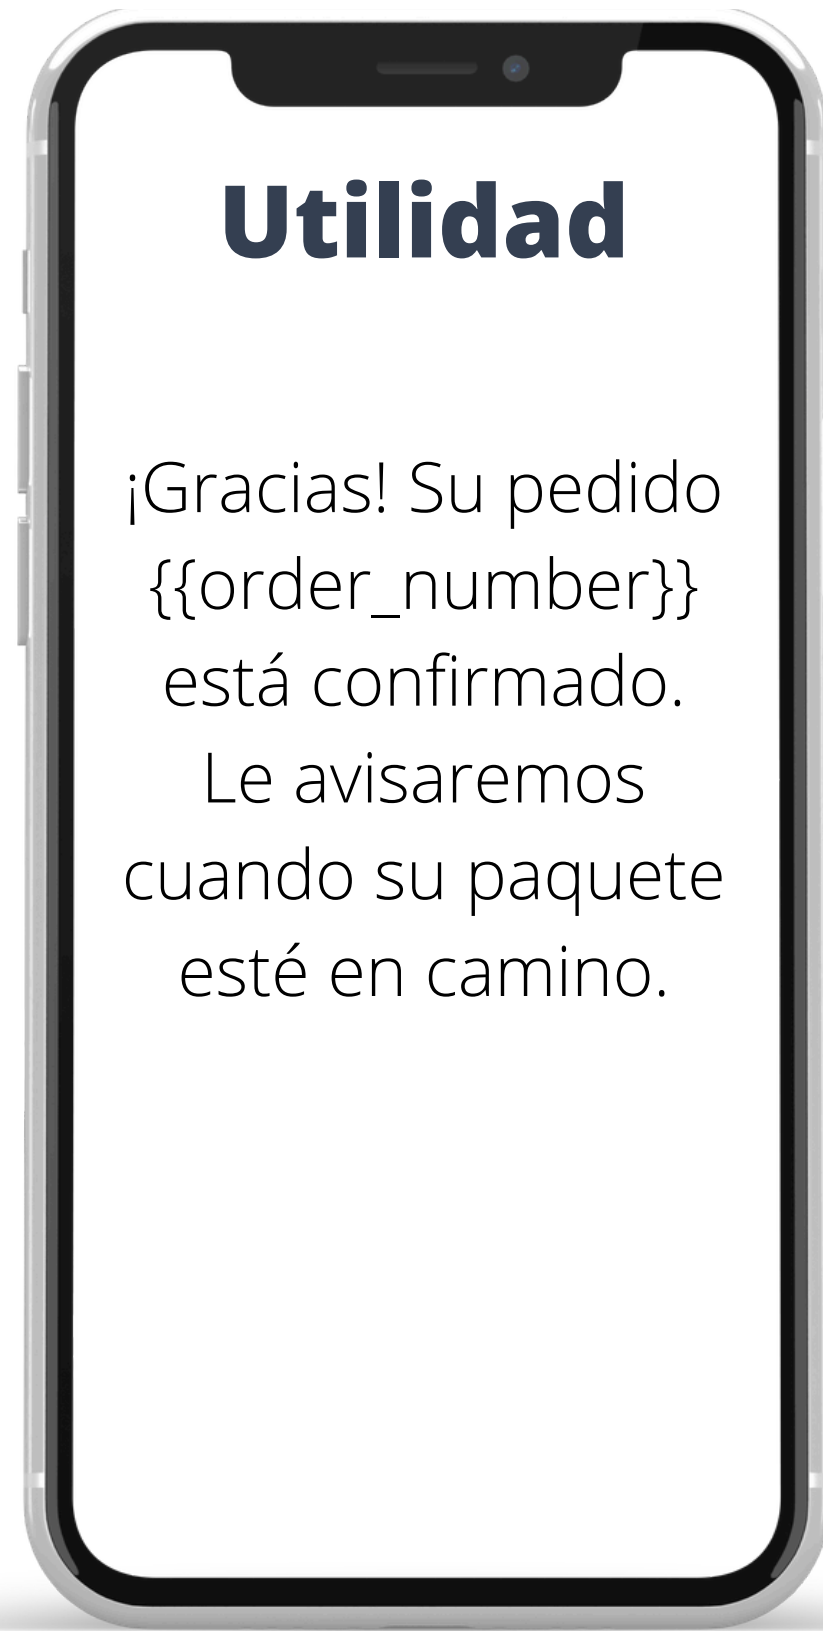 Utilidad
¡Gracias! Su pedido
{{order_number}}
está confirmado.
Le avisaremos
cuando su paquete
esté en camino.